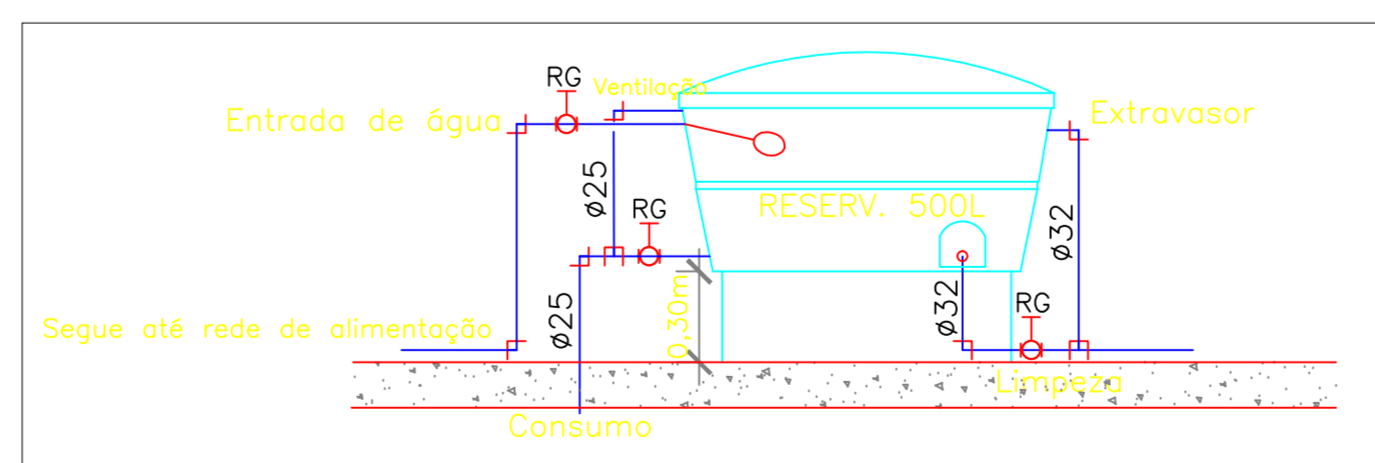 RG
Ventilação
Entrada de água
Extravasor
ø25
RG
RESERV. 500L
ø32
0,30m
ø25
ø32
RG
Segue até rede de alimentação
Limpeza
Consumo